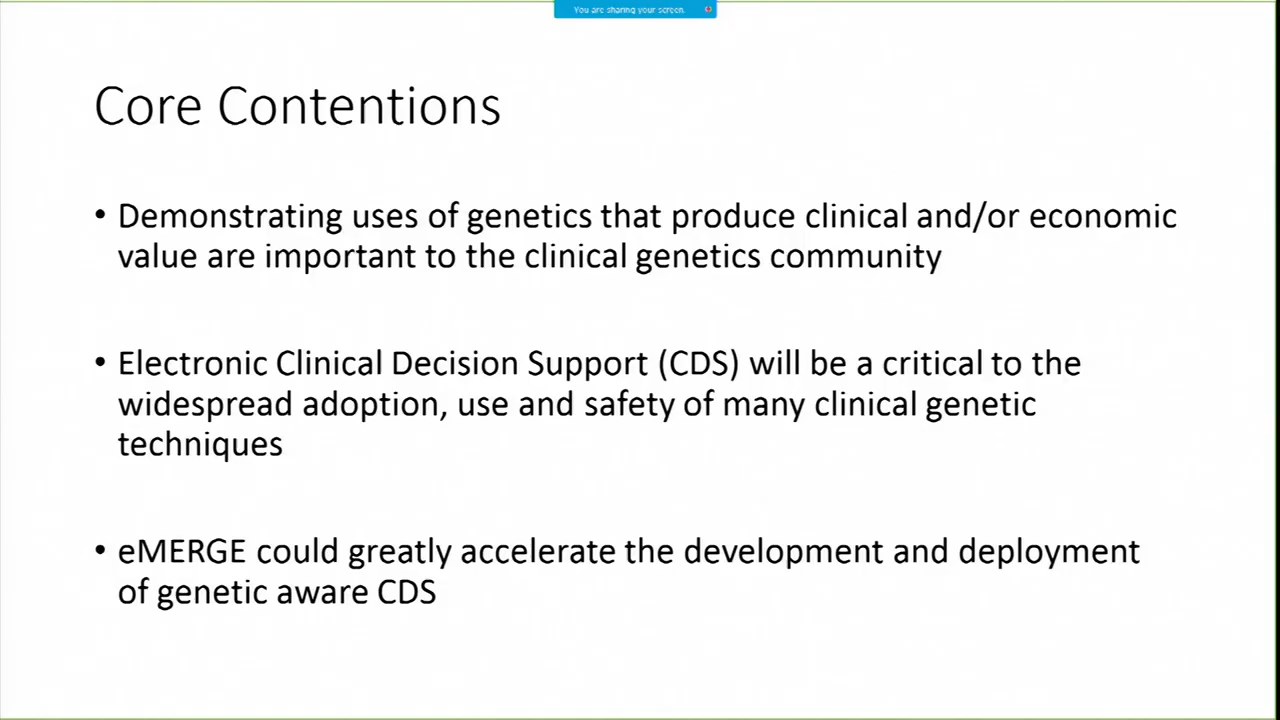 You are sharing your screen.
Core Contentions
• Demonstrating uses of genetics that produce clinical and/or economic
value are important to the clinical genetics community
• Electronic Clinical Decision Support (CDS) will be a critical to the
widespread adoption, use and safety of many clinical genetic
techniques
• eMERGE could greatly accelerate the development and deployment
of genetic aware CDS